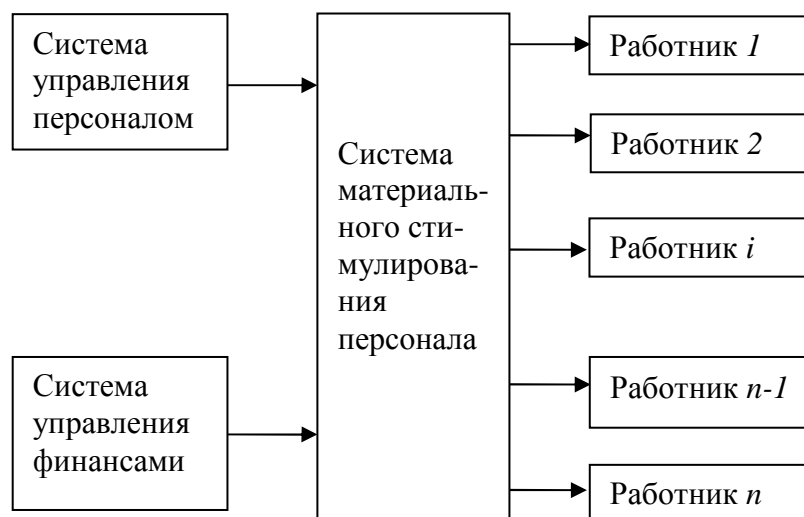 Система
управления
персоналом
Система
управления
финансами
Система
материаль-
ного сти-
мулирова-
ния
персонала
Работник 1
Работник 2
Работник i
Работник n-1
Работник n